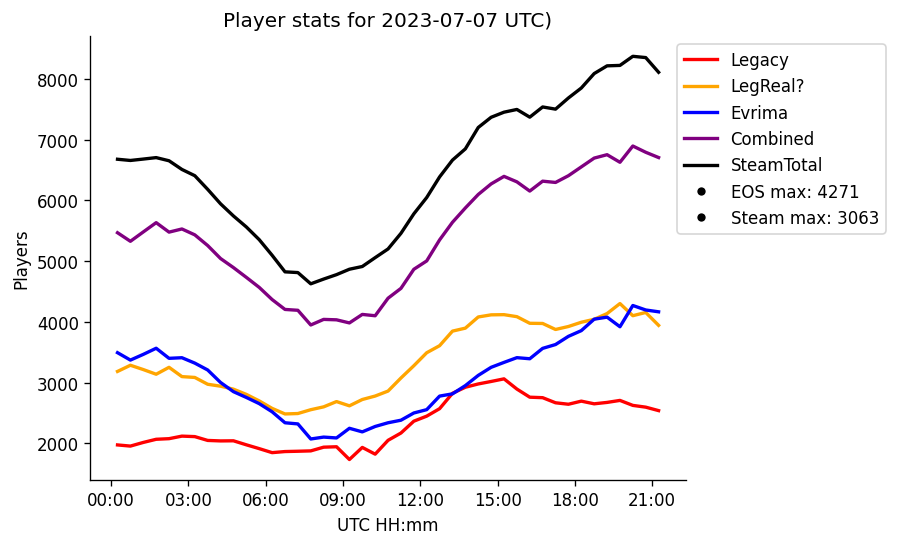 Player stats for 2023-07-07 UTC)
Players
8000
7000
6000
5000
4000
3000
2000
00:00 03:00 06:00 09:00 12:00 15:00 18:00 21:00
UTC HH:mm
Legacy
LegReal?
Evrima
Combined
SteamTotal
EOS max: 4271
Steam max: 3063